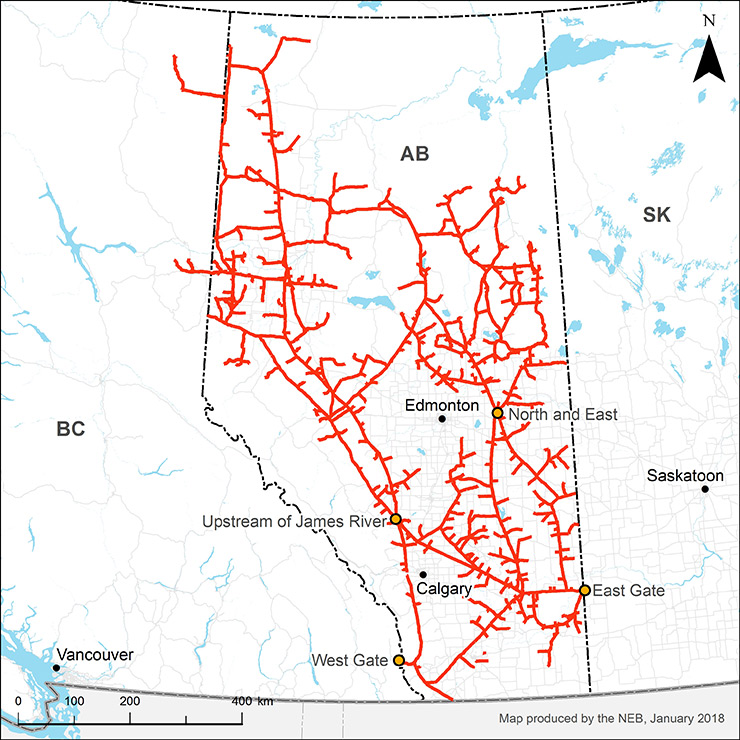 N
AB
SK
BC
Edmonton
North and East
Saskatoon
Upstream of James River
Calgary
East Gate
Vancouver
West Gate
0 100 200 400 km
Map produced by the NEB, January 2018